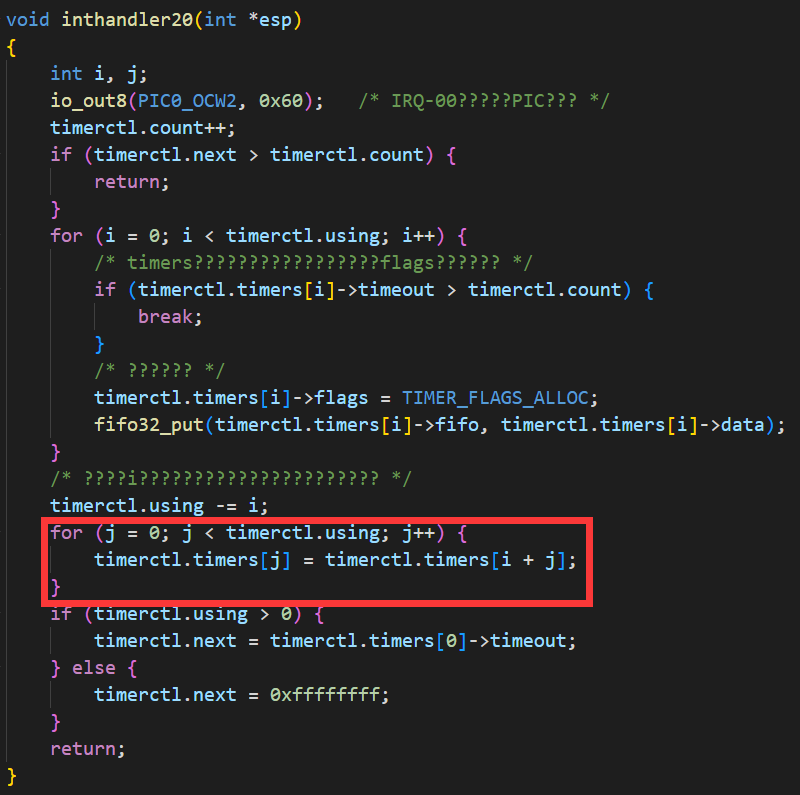 void inthandler20(int *esp)
{
    int i, j;
    io_out8(PIC0_OCW2, 0x60);   /* IRQ-00?????PIC??? */
    timerctl.count++;
    if (timerctl.next > timerctl.count) {
        return;
    }
    for (i = 0; i < timerctl.using; i++) {
        /* timers?????????????????flags?????? */
        if (timerctl.timers[i]->timeout > timerctl.count) {
            break;
        }
        /* ?????? */
        timerctl.timers[i]->flags = TIMER_FLAGS_ALLOC;
        fifo32_put(timerctl.timers[i]->fifo, timerctl.timers[i]->data);
    }
    /* ????i?????????????????????? */
    timerctl.using -= i;
    for (j = 0; j < timerctl.using; j++) {
        timerctl.timers[j] = timerctl.timers[i + j];
    }
    if (timerctl.using > 0) {
        timerctl.next = timerctl.timers[0]->timeout;
    } else {
        timerctl.next = 0xffffffff;
    }
    return;
}